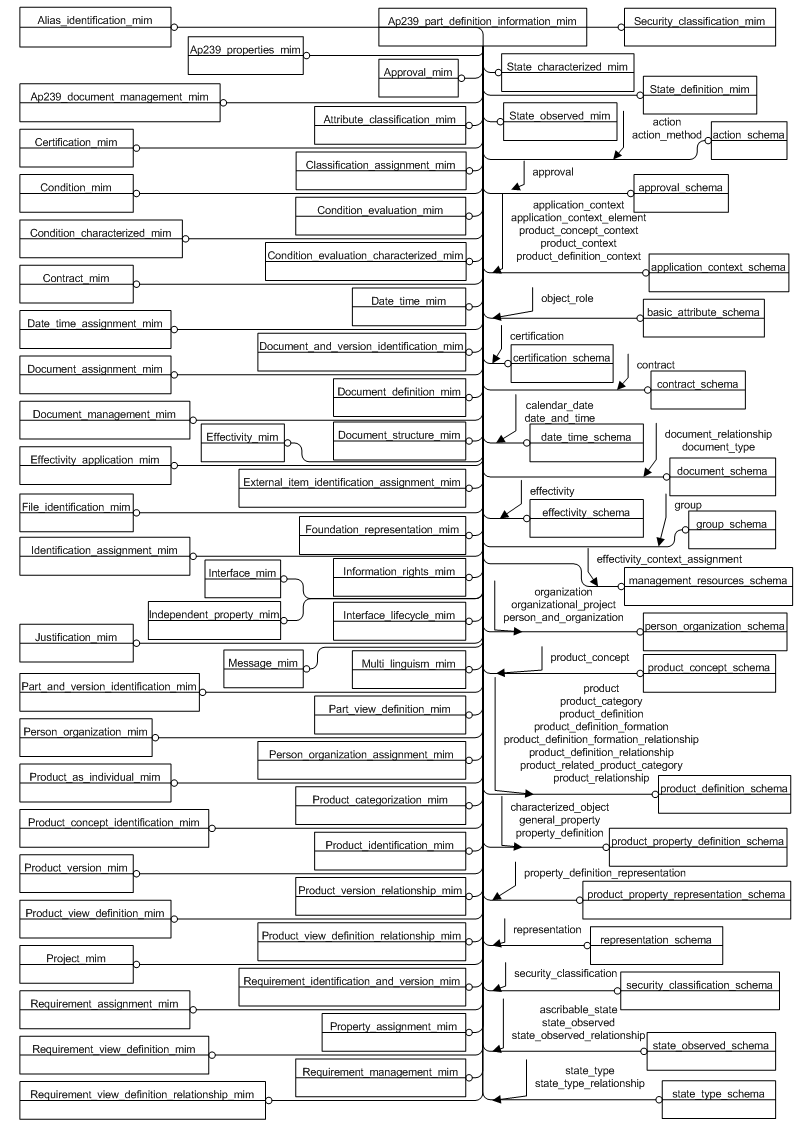 Alias_identification_mim
Ap239_part_definition_information_mim
Security_classification_mim
Ap239_properties_mim
Approval_mim
State_characterized_mim
State_definition_mim
Ap239_document_management_mim
Attribute_classification_mim
State_observed_mim
action
action_method
action_schema
Certification_mim
Classification_assignment_mim
approval
Condition_mim
approval_schema
Condition_evaluation_mim
application_context
application_context_element
product_concept_context
product_context
product_definition_context
Condition_characterized_mim
Condition_evaluation_characterized_mim
application_context_schema
Contract_mim
Date_time_mim
object_role
basic_attribute_schema
Date_time_assignment_mim
Document_and_version_identification_mim
certification
certification_schema
Document_assignment_mim
contract
contract_schema
Document_definition_mim
Document_management_mim
calendar_date
date_and_time
date_time_schema
Effectivity_mim
Document_structure_mim
document_relationship
document_type
document_schema
Effectivity_application_mim
External_item_identification_assignment_mim
effectivity
effectivity_schema
File_identification_mim
group
group_schema
Foundation_representation_mim
Identification_assignment_mim
effectivity_context_assignment
management_resources_schema
Interface_mim
Information_rights_mim
organization
organizational_project
person_and_organization
person_organization_schema
Independent_property_mim
Interface_lifecycle_mim
Justification_mim
Message_mim
Multi_linguism_mim
product_concept
product_concept_schema
Part_and_version_identification_mim
product
product_category
product_definition
product_definition_formation
product_definition_formation_relationship
product_definition_relationship
product_related_product_category
product_relationship
product_definition_schema
Part_view_definition_mim
Person_organization_mim
Person_organization_assignment_mim
Product_as_individual_mim
Product_categorization_mim
characterized_object
general_property
property_definition
product_property_definition_schema
Product_concept_identification_mim
Product_identification_mim
Product_version_mim
property_definition_representation
product_property_representation_schema
Product_version_relationship_mim
Product_view_definition_mim
representation
representation_schema
Product_view_definition_relationship_mim
Project_mim
security_classification
security_classification_schema
Requirement_identification_and_version_mim
Requirement_assignment_mim
ascribable_state
state_observed
state_observed_relationship
state_observed_schema
Property_assignment_mim
Requirement_view_definition_mim
Requirement_management_mim
state_type
state_type_relationship
state_type_schema
Requirement_view_definition_relationship_mim